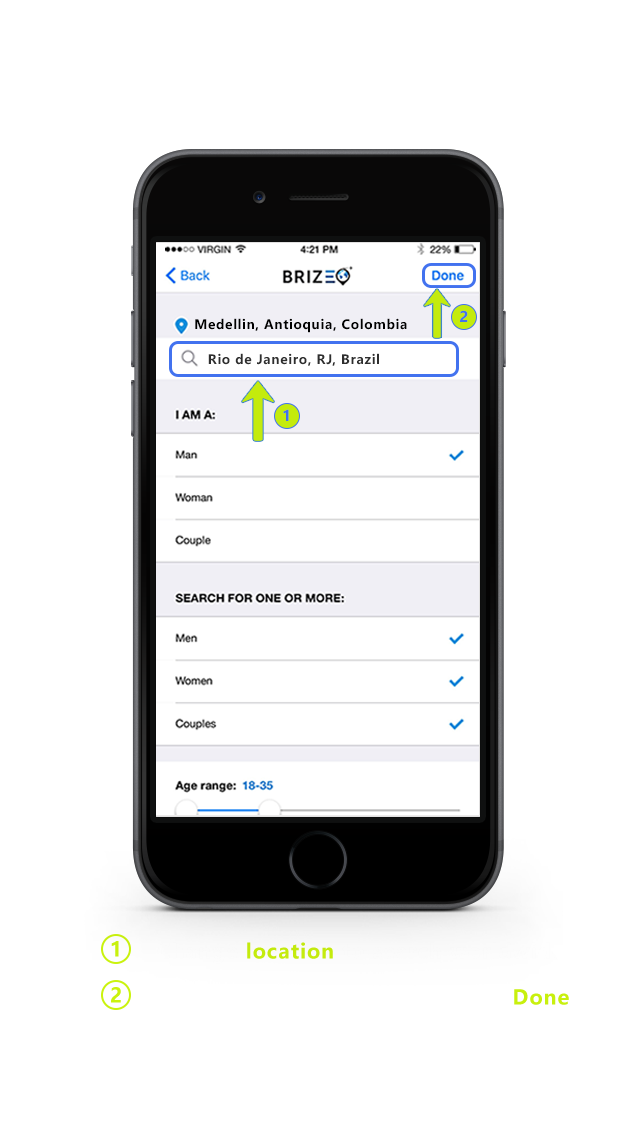 VIRGIN 4:21 PM 22%
Back BRIZEO Done
2
Medellin, Antioquia, Colombia
Rio de Janeiro, RJ, Brazil
1
I AM A:
Man
Woman
Couple
SEARCH FOR ONE OR MORE:
Men
Women
Couples
Age range: 18-35
1 location
2 Done